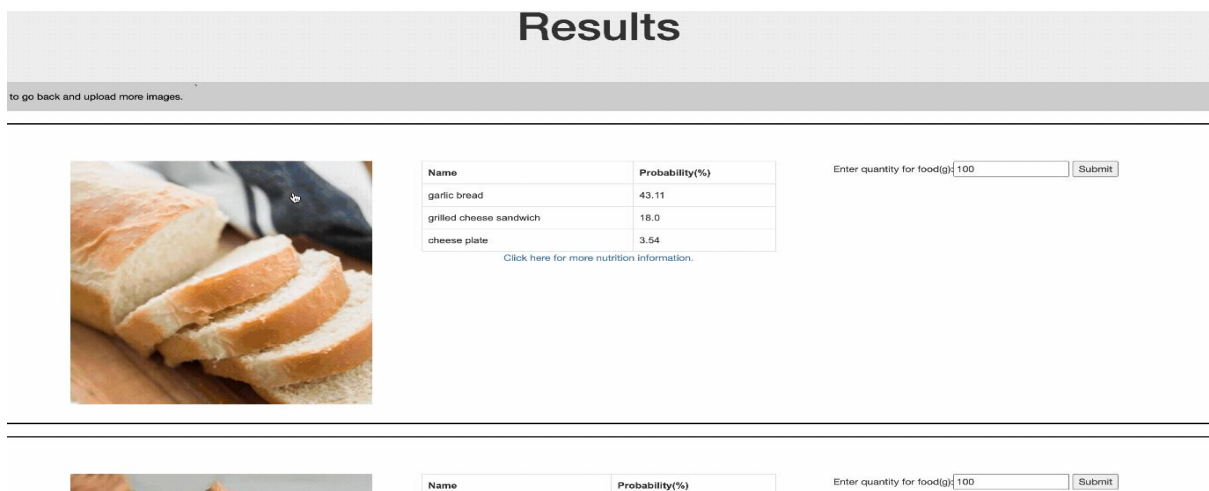 Results
to go back and upload more images.
Name Probability(%)
garlic bread 43.11
grilled cheese sandwich 18.0
cheese plate 3.54
Click here for more nutrition information.
Enter quantity for food(g): 100 Submit
Name Probability(%)
Enter quantity for food(g): 100 Submit